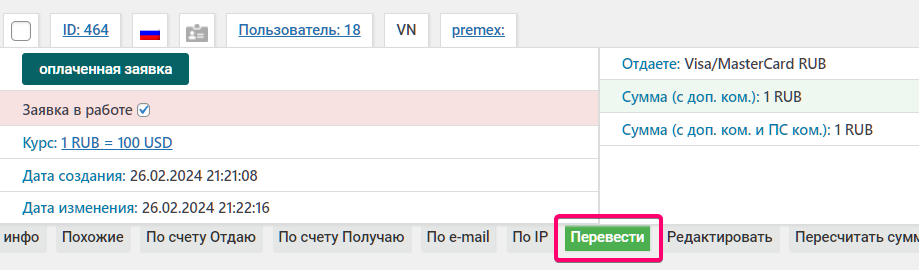 ID: 464 Пользователь: 18 VN premex:
оплаченная заявка
Заявка в работе
Курс: 1 RUB = 100 USD
Дата создания: 26.02.2024 21:21:08
Дата изменения: 26.02.2024 21:22:16
Отдаете: Visa/MasterCard RUB
Сумма (с доп. ком.): 1 RUB
Сумма (с доп. ком. и ПС ком.): 1 RUB
инфо Похожие По счету Отдаю По счету Получаю По e-mail По IP Перевести Редактировать Пересчитать сумм